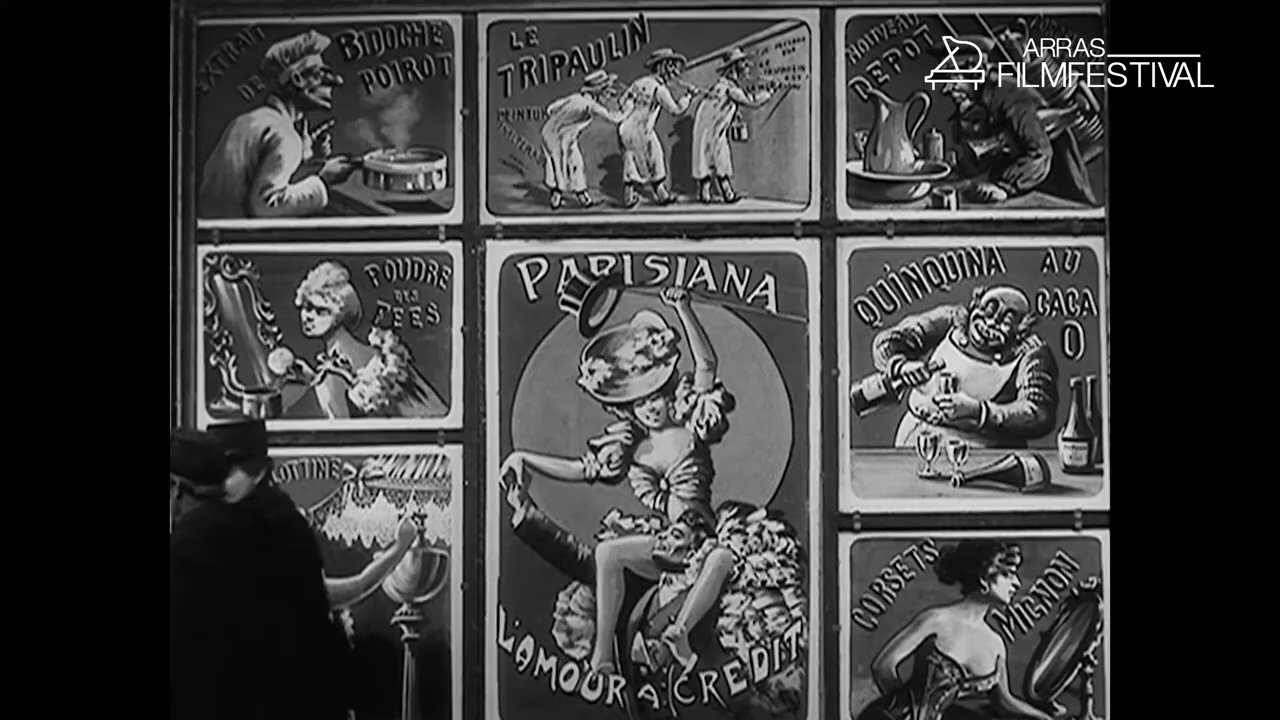 ARRAS
FILMFESTIVAL
EXTRAIT
DE
BIDOCHE
POYROT
LE
TRIPAULIN
NOUVEAU
DEPOT
POUDRE
DES
FEES
PARISIANA
L'AMOUR A CREDIT
QUINQUINA AU
CACA
O
CORSETS
MIGNON